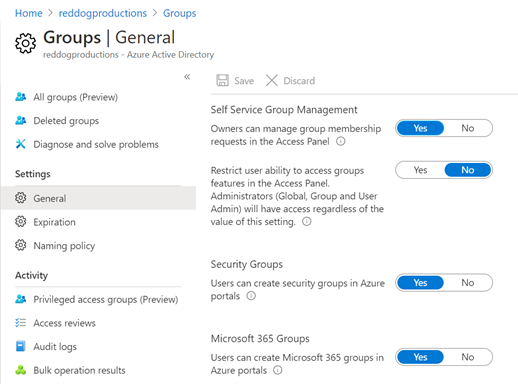 Home > reddogproductions > Groups
Groups | General
reddogproductions - Azure Active Directory
«
All groups (Preview)
Deleted groups
Diagnose and solve problems
Settings
General
Expiration
Naming policy
Activity
Privileged access groups (Preview)
Access reviews
Audit logs
Bulk operation results
Save Discard
Self Service Group Management
Owners can manage group membership
requests in the Access Panel
Yes No
Restrict user ability to access groups
features in the Access Panel.
Administrators (Global, Group and User
Admin) will have access regardless of the
value of this setting.
Yes No
Security Groups
Users can create security groups in Azure
portals
Yes No
Microsoft 365 Groups
Users can create Microsoft 365 groups in
Azure portals
Yes No